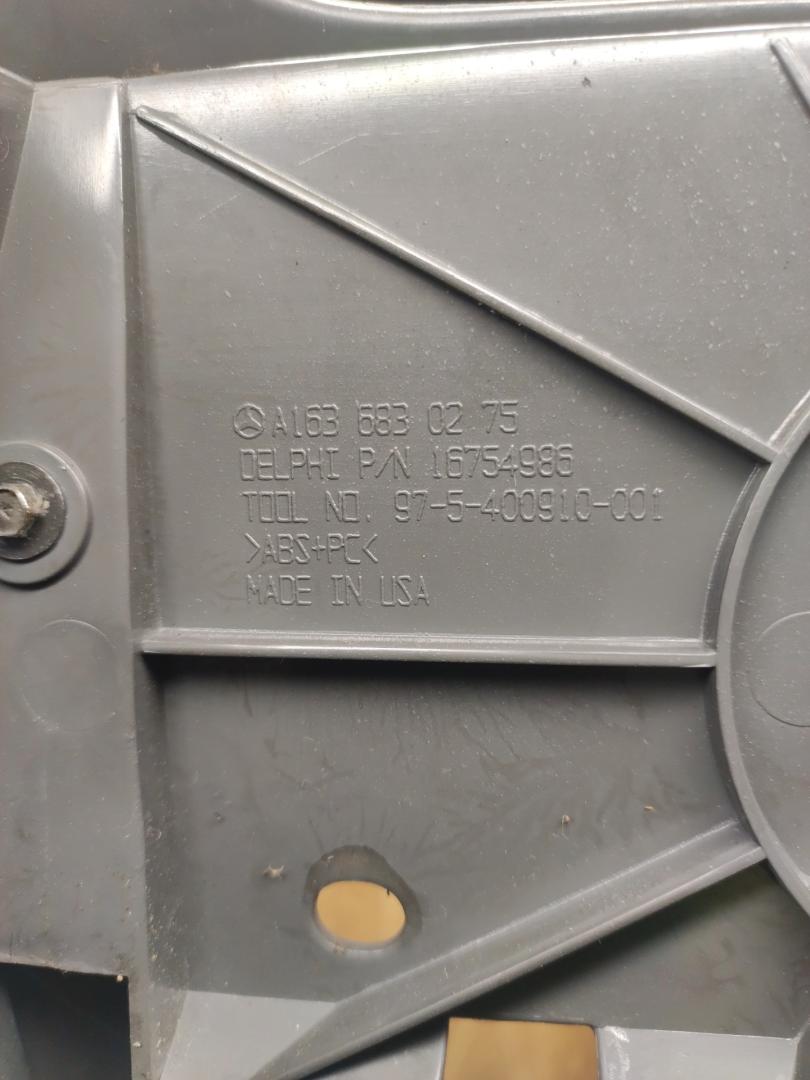 A163 683 02 75
DELPHI P/N 16754986
TOOL NO. 97-5-400910-001
>ABS+PC<
MADE IN USA